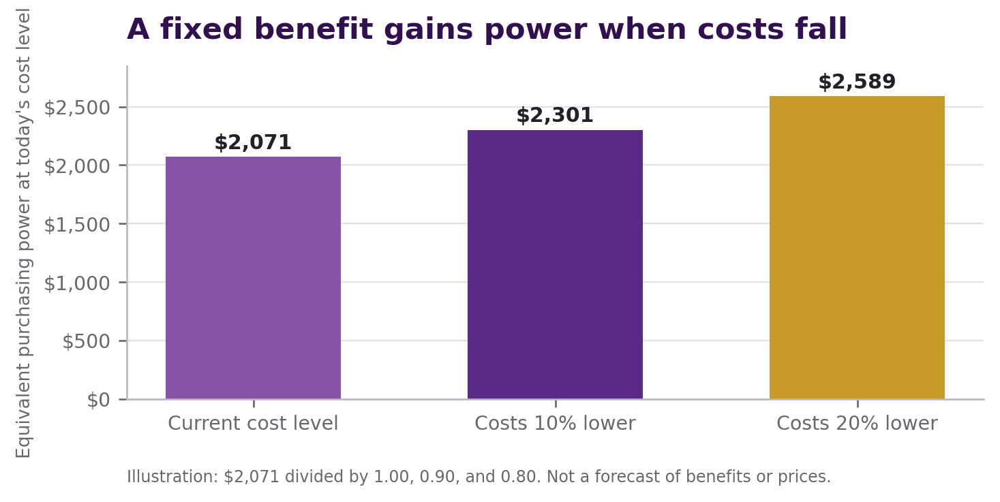 A fixed benefit gains power when costs fall
Equivalent purchasing power at today's cost level
$2,500
$2,000
$1,500
$1,000
$500
$0
$2,071
$2,301
$2,589
Current cost level
Costs 10% lower
Costs 20% lower
Illustration: $2,071 divided by 1.00, 0.90, and 0.80. Not a forecast of benefits or prices.